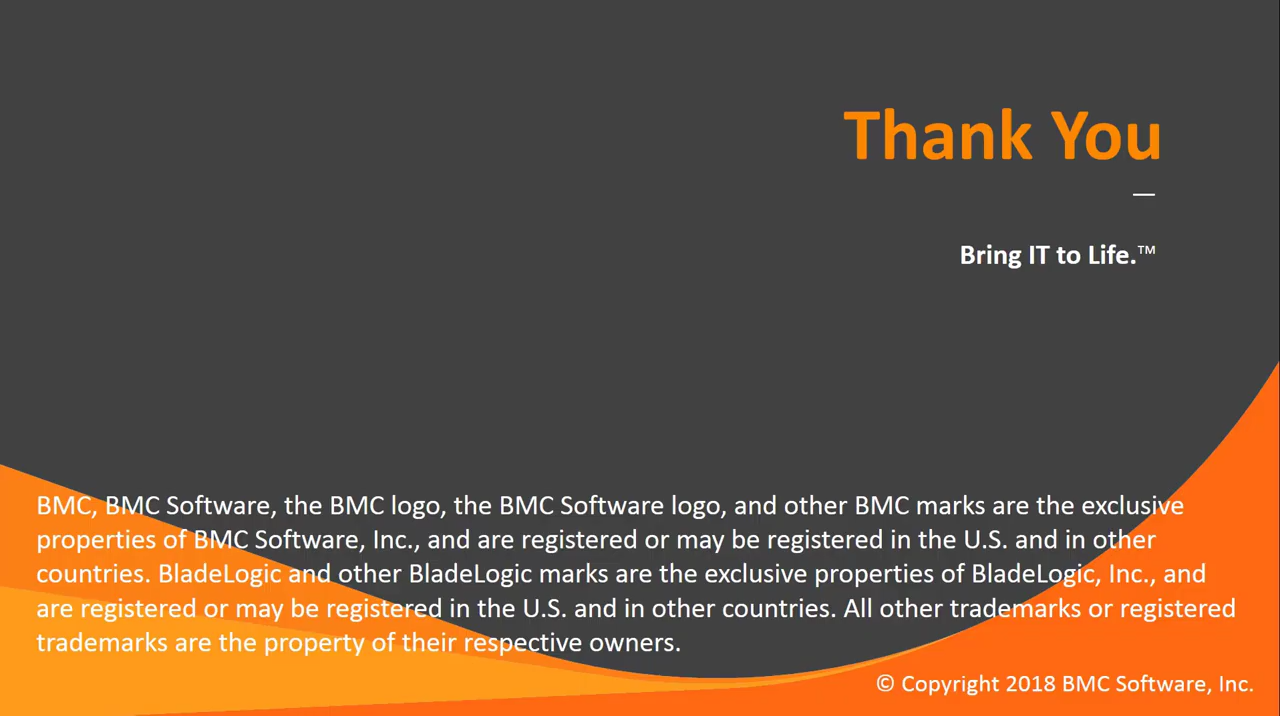 Thank You
Bring IT to Life.™
BMC, BMC Software, the BMC logo, the BMC Software logo, and other BMC marks are the exclusive
properties of BMC Software, Inc., and are registered or may be registered in the U.S. and in other
countries. BladeLogic and other BladeLogic marks are the exclusive properties of BladeLogic, Inc., and
are registered or may be registered in the U.S. and in other countries. All other trademarks or registered
trademarks are the property of their respective owners.
© Copyright 2018 BMC Software, Inc.